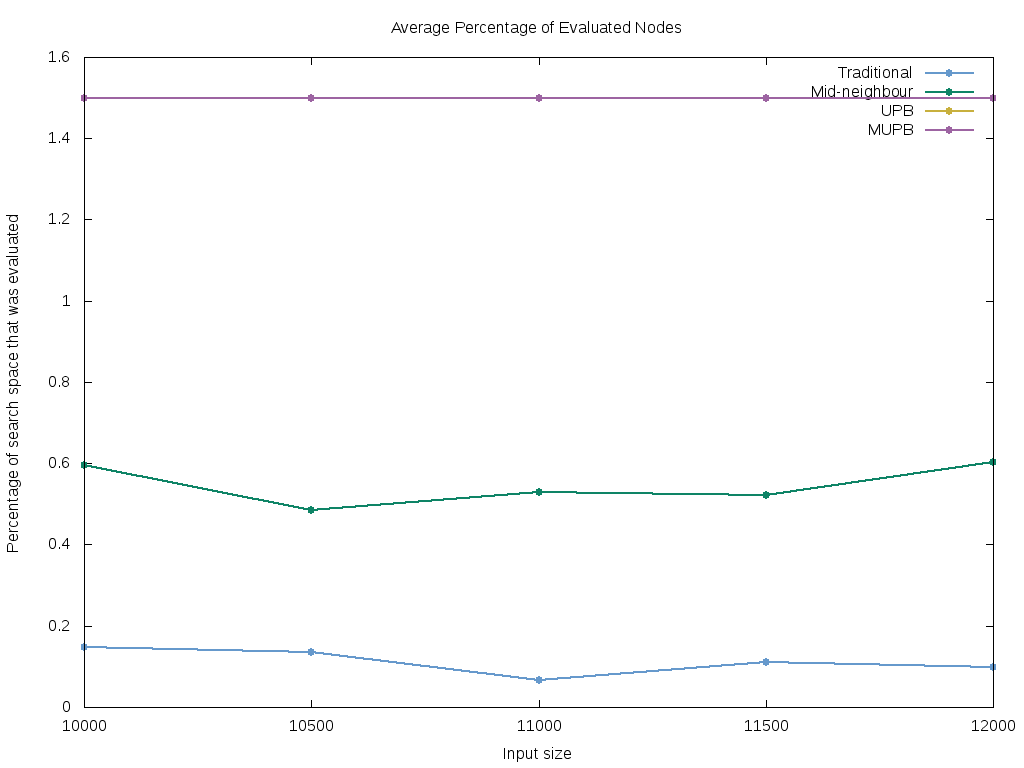 Average Percentage of Evaluated Nodes
Percentage of search space that was evaluated
1.6
1.4
1.2
1
0.8
0.6
0.4
0.2
0
Traditional
Mid-neighbour
UPB
MUPB
10000
10500
11000
11500
12000
Input size